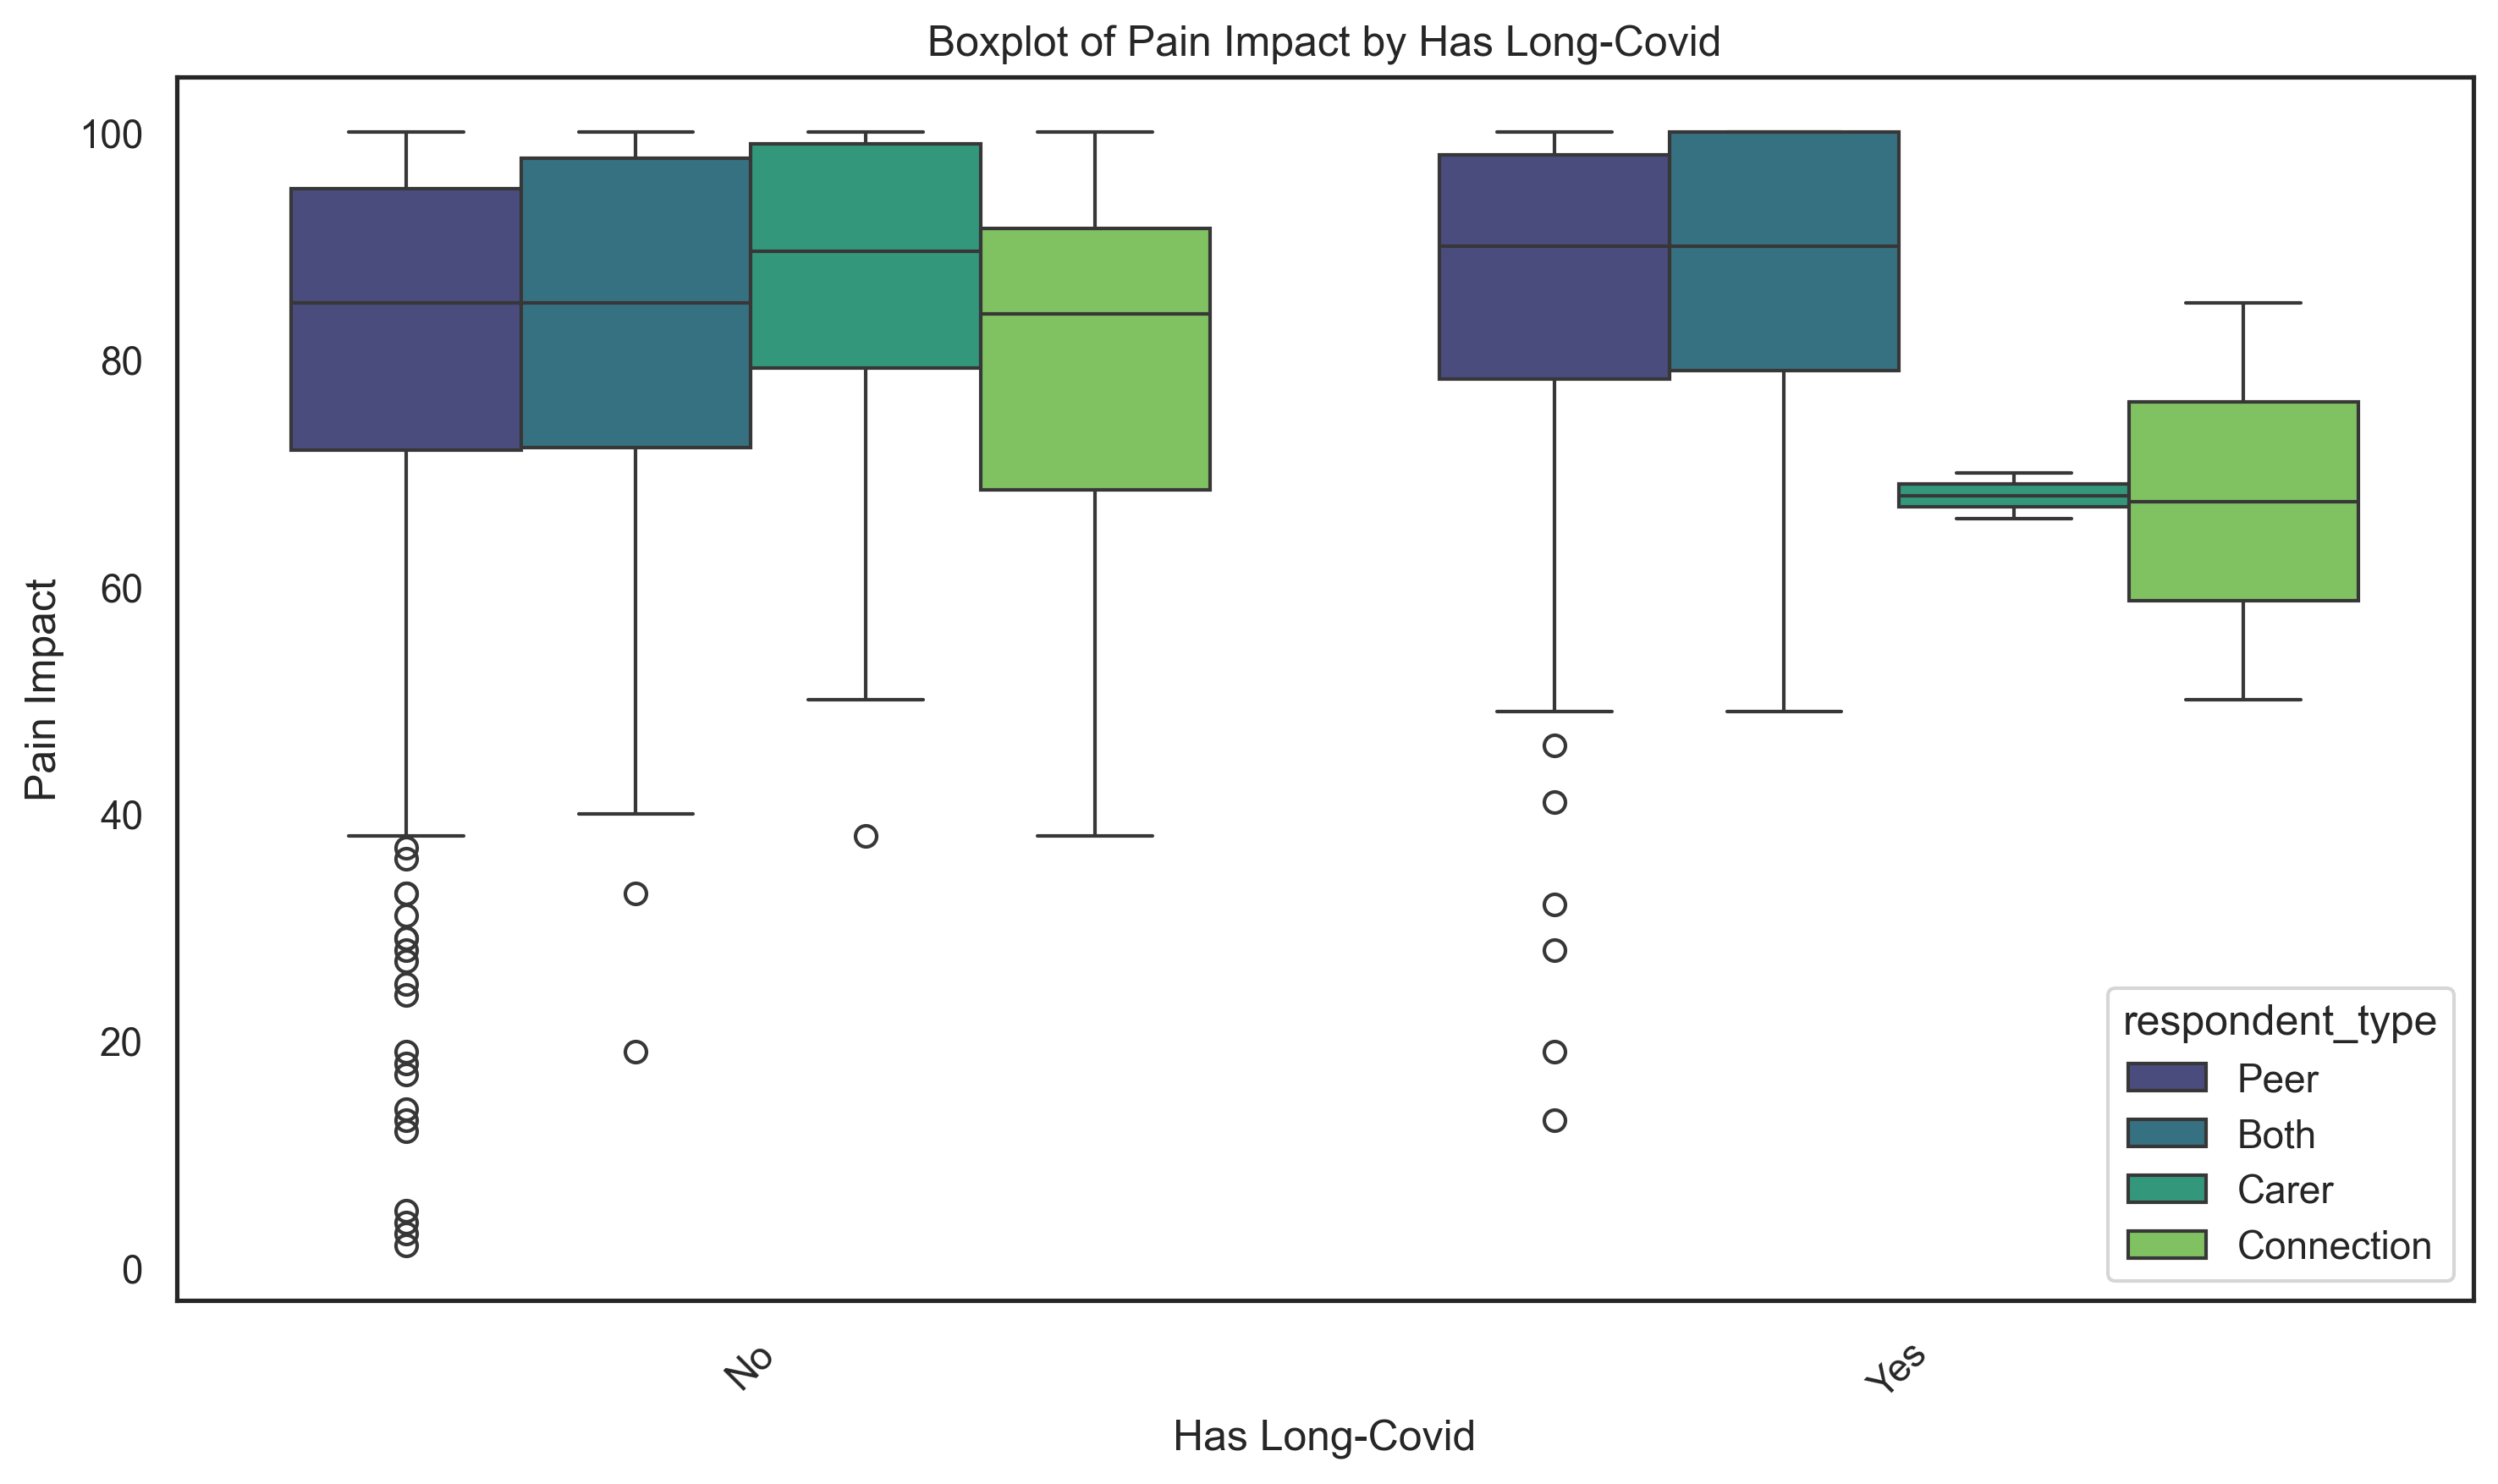 Boxplot of Pain Impact by Has Long-Covid
Pain Impact
100
80
60
40
20
0
respondent_type
Peer
Both
Carer
Connection
No
Yes
Has Long-Covid